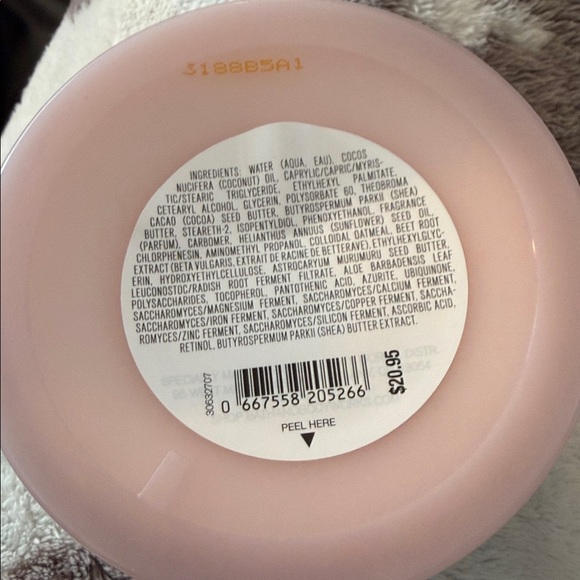 3188B5A1
INGREDIENTS: WATER (AQUA, EAU), COCOS
NUCIFERA (COCONUT) OIL, CAPRYLIC/CAPRIC/MYRIS-
TIC/STEARIC TRIGLYCERIDE, ETHYLHEXYL PALMITATE,
CETEARYL ALCOHOL, GLYCERIN, POLYSORBATE 60, THEOBROMA
CACAO (COCOA) SEED BUTTER, BUTYROSPERMUM PARKII (SHEA)
BUTTER, STEARETH-2, ISOPENTYLDIOL, PHENOXYETHANOL, FRAGRANCE
(PARFUM), CARBOMER, HELIANTHUS ANNUUS (SUNFLOWER) SEED OIL,
CHLORPHENESIN, AMINOMETHYL PROPANOL, COLLOIDAL OATMEAL, BEET ROOT
EXTRACT (BETA VULGARIS, EXTRAIT DE RACINE DE BETTERAVE), ETHYLHEXYLGLYC-
ERIN, HYDROXYETHYLCELLULOSE, ASTROCARYUM MURUMURU SEED BUTTER,
LEUCONOSTOC/RADISH ROOT FERMENT FILTRATE, ALOE BARBADENSIS LEAF
POLYSACCHARIDES, TOCOPHEROL, PANTOTHENIC ACID, AZURITE, UBIQUINONE,
SACCHAROMYCES/MAGNESIUM FERMENT, SACCHAROMYCES/CALCIUM FERMENT,
SACCHAROMYCES/IRON FERMENT, SACCHAROMYCES/COPPER FERMENT, SACCHA-
ROMYCES/ZINC FERMENT, SACCHAROMYCES/SILICON FERMENT, ASCORBIC ACID,
RETINOL, BUTYROSPERMUM PARKII (SHEA) BUTTER EXTRACT.
30632707
0 667558 205266
$20.95
PEEL HERE